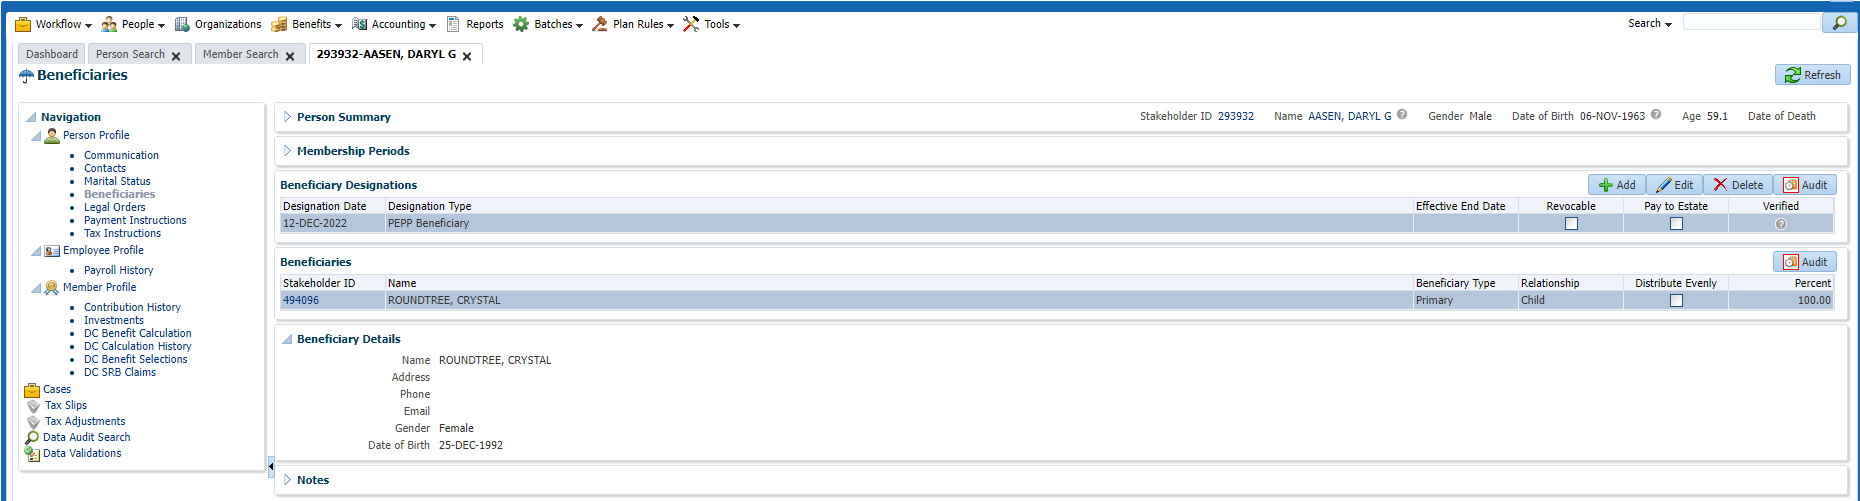 Workflow People Organizations Benefits Accounting Reports Batches Plan Rules Tools Search
Dashboard Person Search Member Search 293932-AASEN, DARYL G
Beneficiaries Refresh
Navigation
Person Profile
Communication
Contacts
Marital Status
Beneficiaries
Legal Orders
Payment Instructions
Tax Instructions
Employee Profile
Payroll History
Member Profile
Contribution History
Investments
DC Benefit Calculation
DC Calculation History
DC Benefit Selections
DC SRB Claims
Cases
Tax Slips
Tax Adjustments
Data Audit Search
Data Validations
Person Summary Stakeholder ID 293932 Name AASEN, DARYL G Gender Male Date of Birth 06-NOV-1963 Age 59.1 Date of Death
Membership Periods
Beneficiary Designations Add Edit Delete Audit
Designation Date Designation Type Effective End Date Revocable Pay to Estate Verified
12-DEC-2022 PEPP Beneficiary
Beneficiaries Audit
Stakeholder ID Name Beneficiary Type Relationship Distribute Evenly Percent
494096 ROUNDTREE, CRYSTAL Primary Child 100.00
Beneficiary Details
Name ROUNDTREE, CRYSTAL
Address
Phone
Email
Gender Female
Date of Birth 25-DEC-1992
Notes